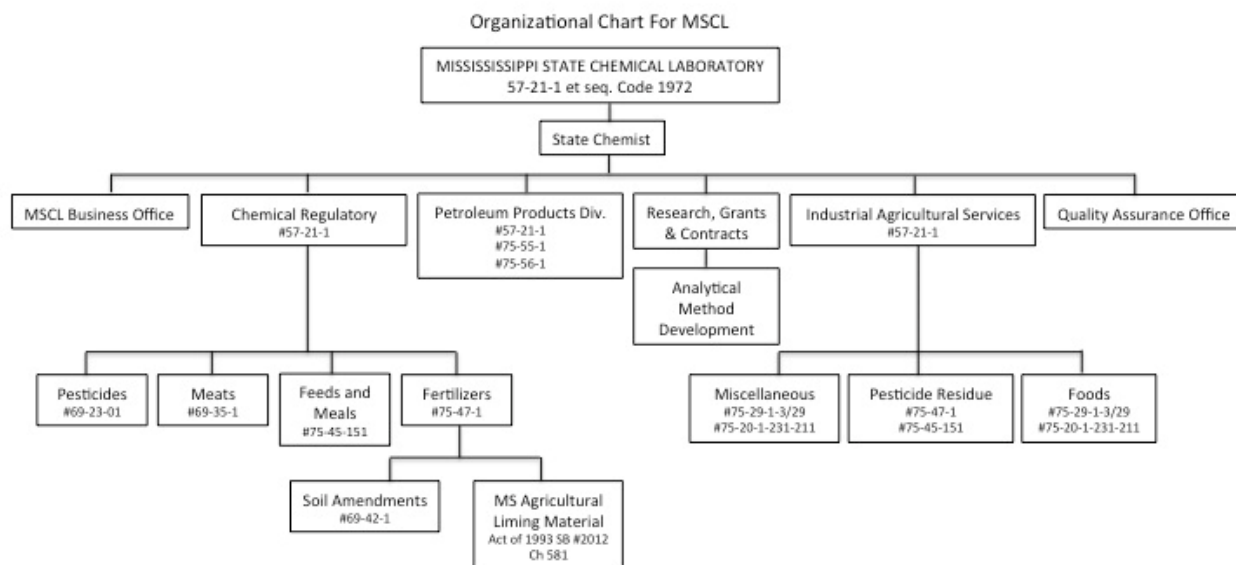 Organizational Chart For MSCL
MISSISSISSIPPI STATE CHEMICAL LABORATORY
57-21-1 et seq. Code 1972
State Chemist
MSCL Business Office
Chemical Regulatory
#57-21-1
Petroleum Products Div.
#57-21-1
#75-55-1
#75-56-1
Research, Grants
& Contracts
Industrial Agricultural Services
#57-21-1
Quality Assurance Office
Analytical
Method
Development
Pesticides
#69-23-01
Meats
#69-35-1
Feeds and
Meals
#75-45-151
Fertilizers
#75-47-1
Miscellaneous
#75-29-1-3/29
#75-20-1-231-211
Pesticide Residue
#75-47-1
#75-45-151
Foods
#75-29-1-3/29
#75-20-1-231-211
Soil Amendments
#69-42-1
MS Agricultural
Liming Material
Act of 1993 SB #2012
Ch 581